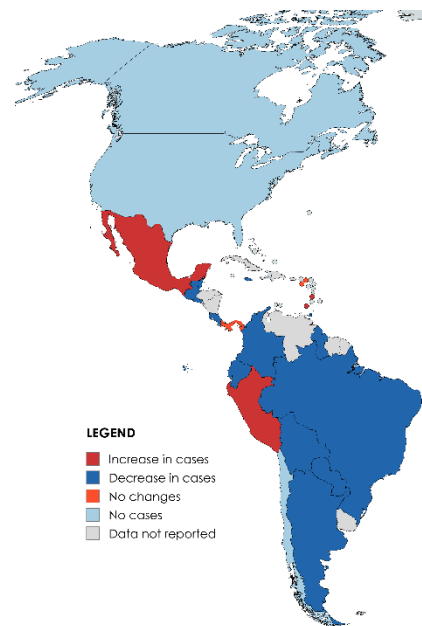 LEGEND
Increase in cases
Decrease in cases
No changes
No cases
Data not reported